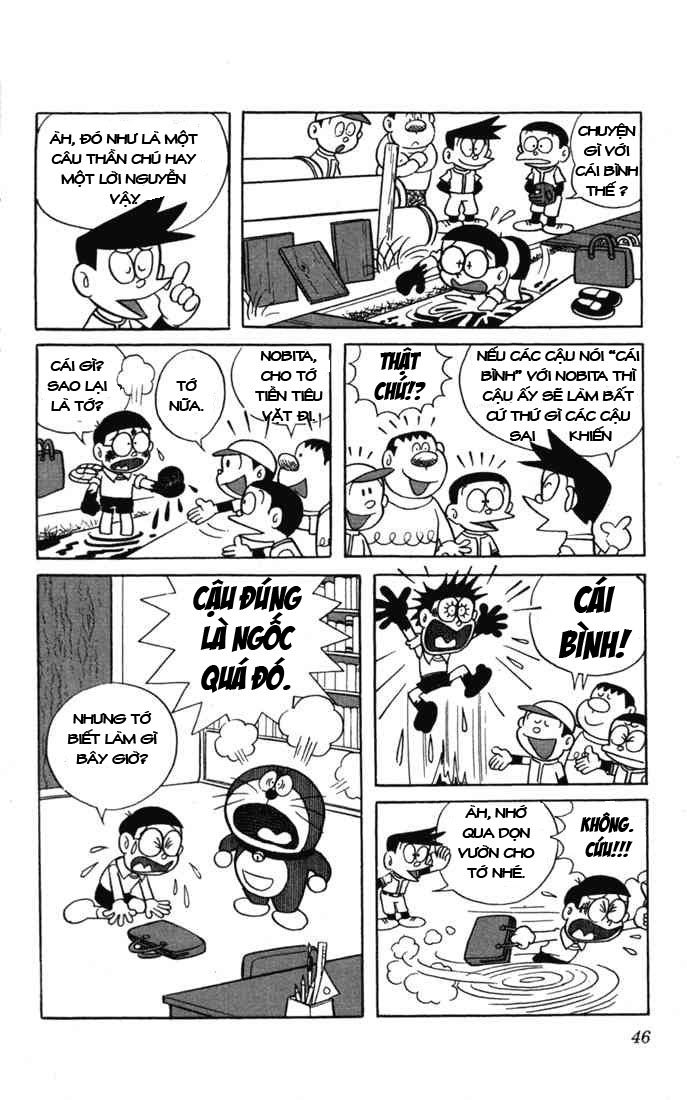 CHUYỆN
GÌ VỚI
CÁI BÌNH
THẾ ?
ÀH, ĐÓ NHƯ LÀ MỘT
CÂU THẦN CHÚ HAY
MỘT LỜI NGUYỀN
VẬY.
NẾU CÁC CẬU NÓI “CÁI
BÌNH” VỚI NOBITA THÌ
CẬU ẤY SẼ LÀM BẤT
CỨ THỨ GÌ CÁC CẬU
SAI KHIẾN
THẬT
CHỨ!?
NOBITA,
CHO TỚ
TIỀN TIÊU
VẶT ĐI.
TỚ
NỮA.
CÁI GÌ?
SAO LẠI
LÀ TỚ?
CÁI
BÌNH!
KHÔNG.
CỨU!!!
ÀH, NHỚ
QUA DỌN
VƯỜN CHO
TỚ NHÉ.
CẬU ĐÚNG
LÀ NGỐC
QUÁ ĐÓ.
NHƯNG TỚ
BIẾT LÀM GÌ
BÂY GIỜ?
46